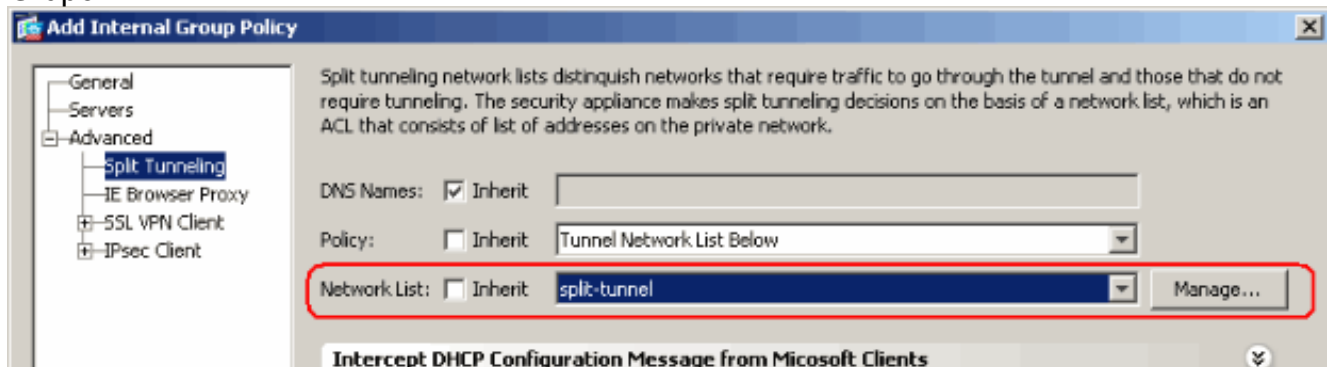 Add Internal Group Policy
General
Servers
Advanced
Split Tunneling
IE Browser Proxy
SSL VPN Client
IPsec Client
Split tunneling network lists distinquish networks that require traffic to go through the tunnel and those that do not
require tunneling. The security appliance makes split tunneling decisions on the basis of a network list, which is an
ACL that consists of list of addresses on the private network.
DNS Names: Inherit
Policy: Inherit Tunnel Network List Below
Network List: Inherit split-tunnel Manage...
Intercept DHCP Configuration Message from Micosoft Clients